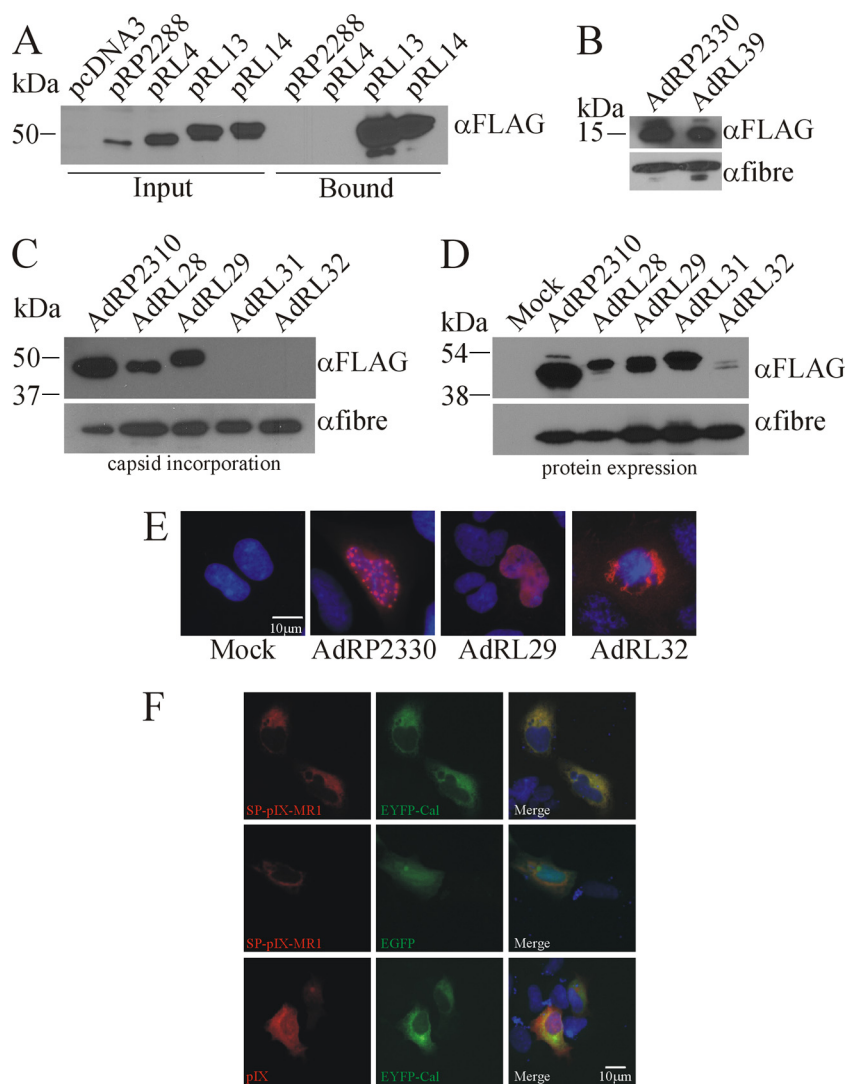 A
kDa
pcDNA3
pRP2288
pRL4
pRL13
pRL14
pRP2288
pRL4
pRL13
pRL14
50
αFLAG
Input
Bound
B
kDa
AdRP2330
AdRL39
15
αFLAG
αfibre
C
kDa
AdRP2310
AdRL28
AdRL29
AdRL31
AdRL32
50
αFLAG
37
αfibre
capsid incorporation
D
kDa
Mock
AdRP2310
AdRL28
AdRL29
AdRL31
AdRL32
54
αFLAG
38
αfibre
protein expression
E
10μm
Mock
AdRP2330
AdRL29
AdRL32
F
SP-pIX-MR1
EYFP-Cal
Merge
SP-pIX-MR1
EGFP
Merge
pIX
EYFP-Cal
Merge
10μm